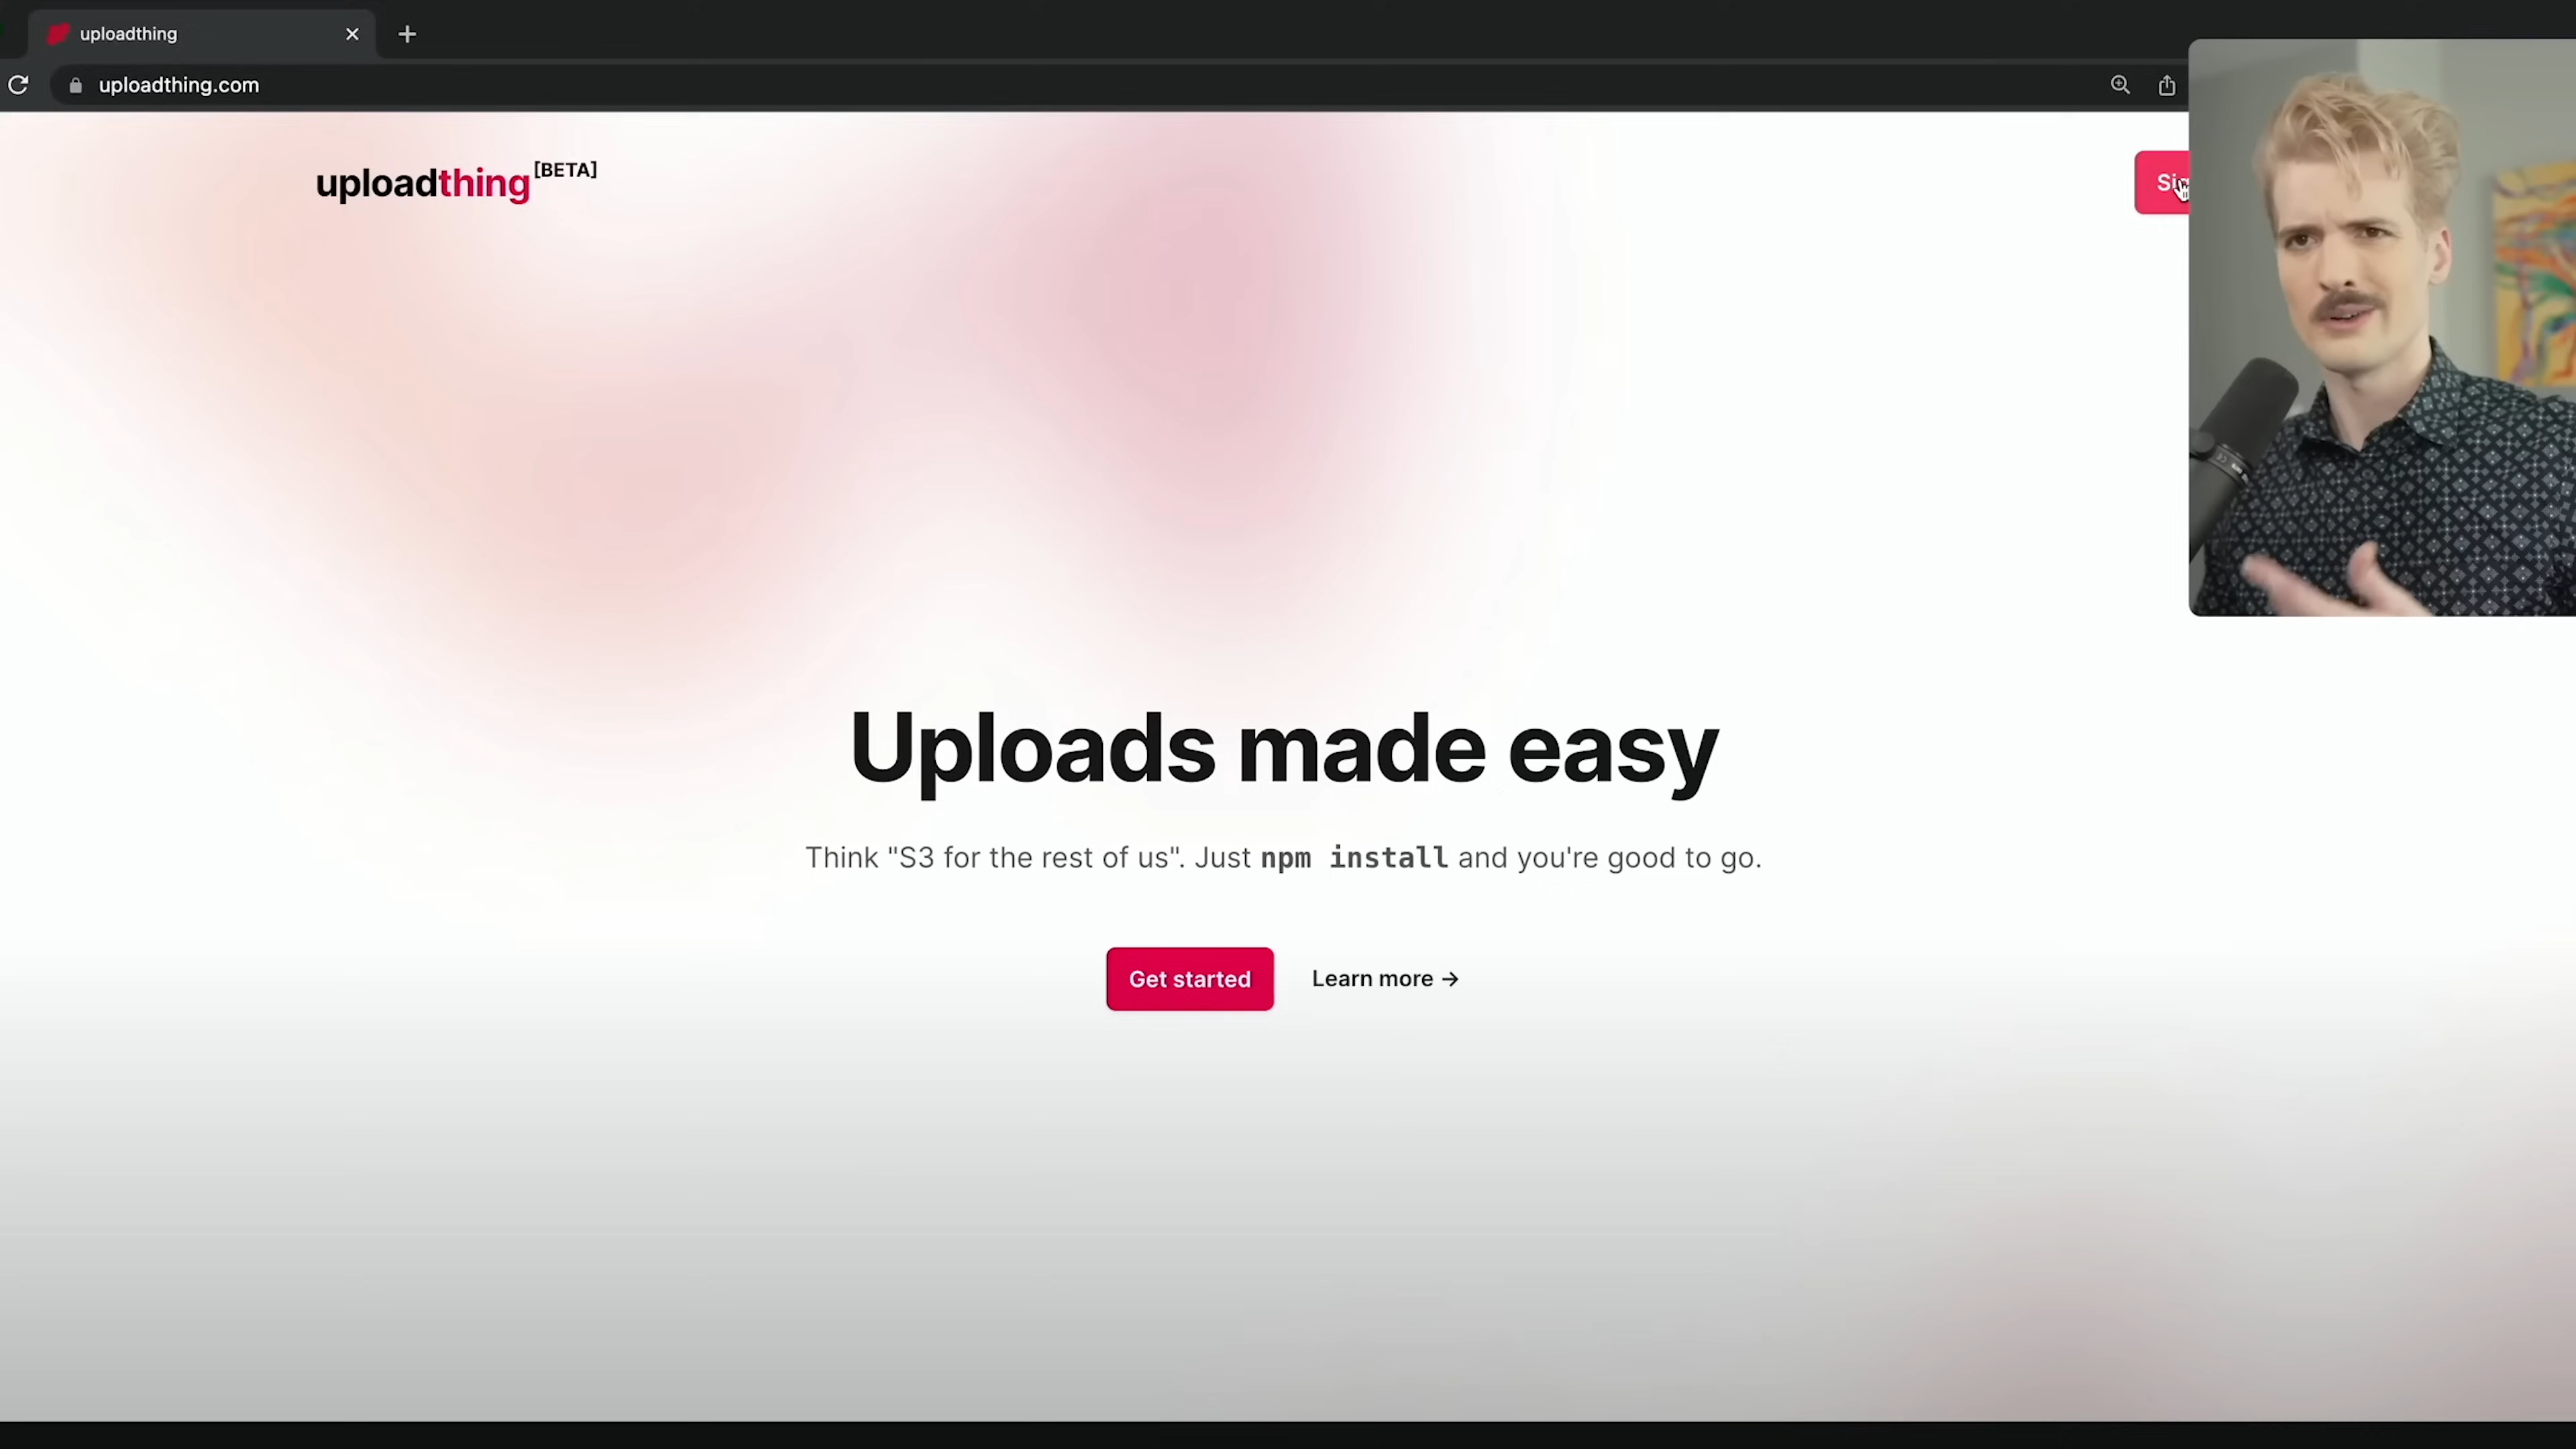 uploadthing
uploadthing.com
uploadthing [BETA]
Uploads made easy
Think "S3 for the rest of us". Just npm install and you're good to go.
Get started
Learn more →